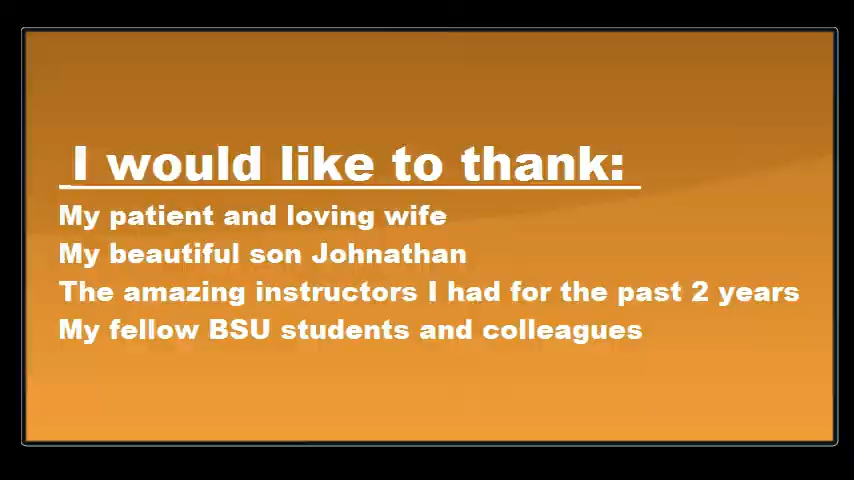 I would like to thank:
My patient and loving wife
My beautiful son Johnathan
The amazing instructors I had for the past 2 years
My fellow BSU students and colleagues